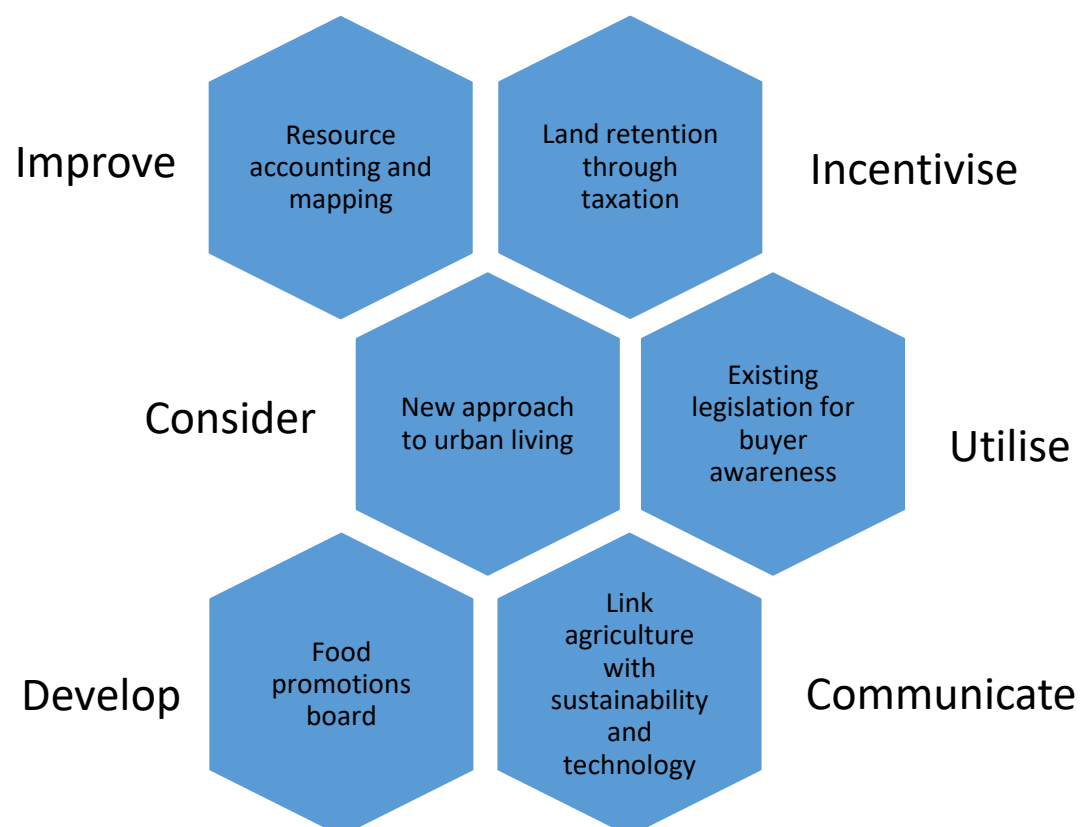 Improve
Resource
accounting and
mapping
Land retention
through
taxation
Incentivise
Consider
New approach
to urban living
Existing
legislation for
buyer
awareness
Utilise
Develop
Food
promotions
board
Link
agriculture
with
sustainability
and
technology
Communicate